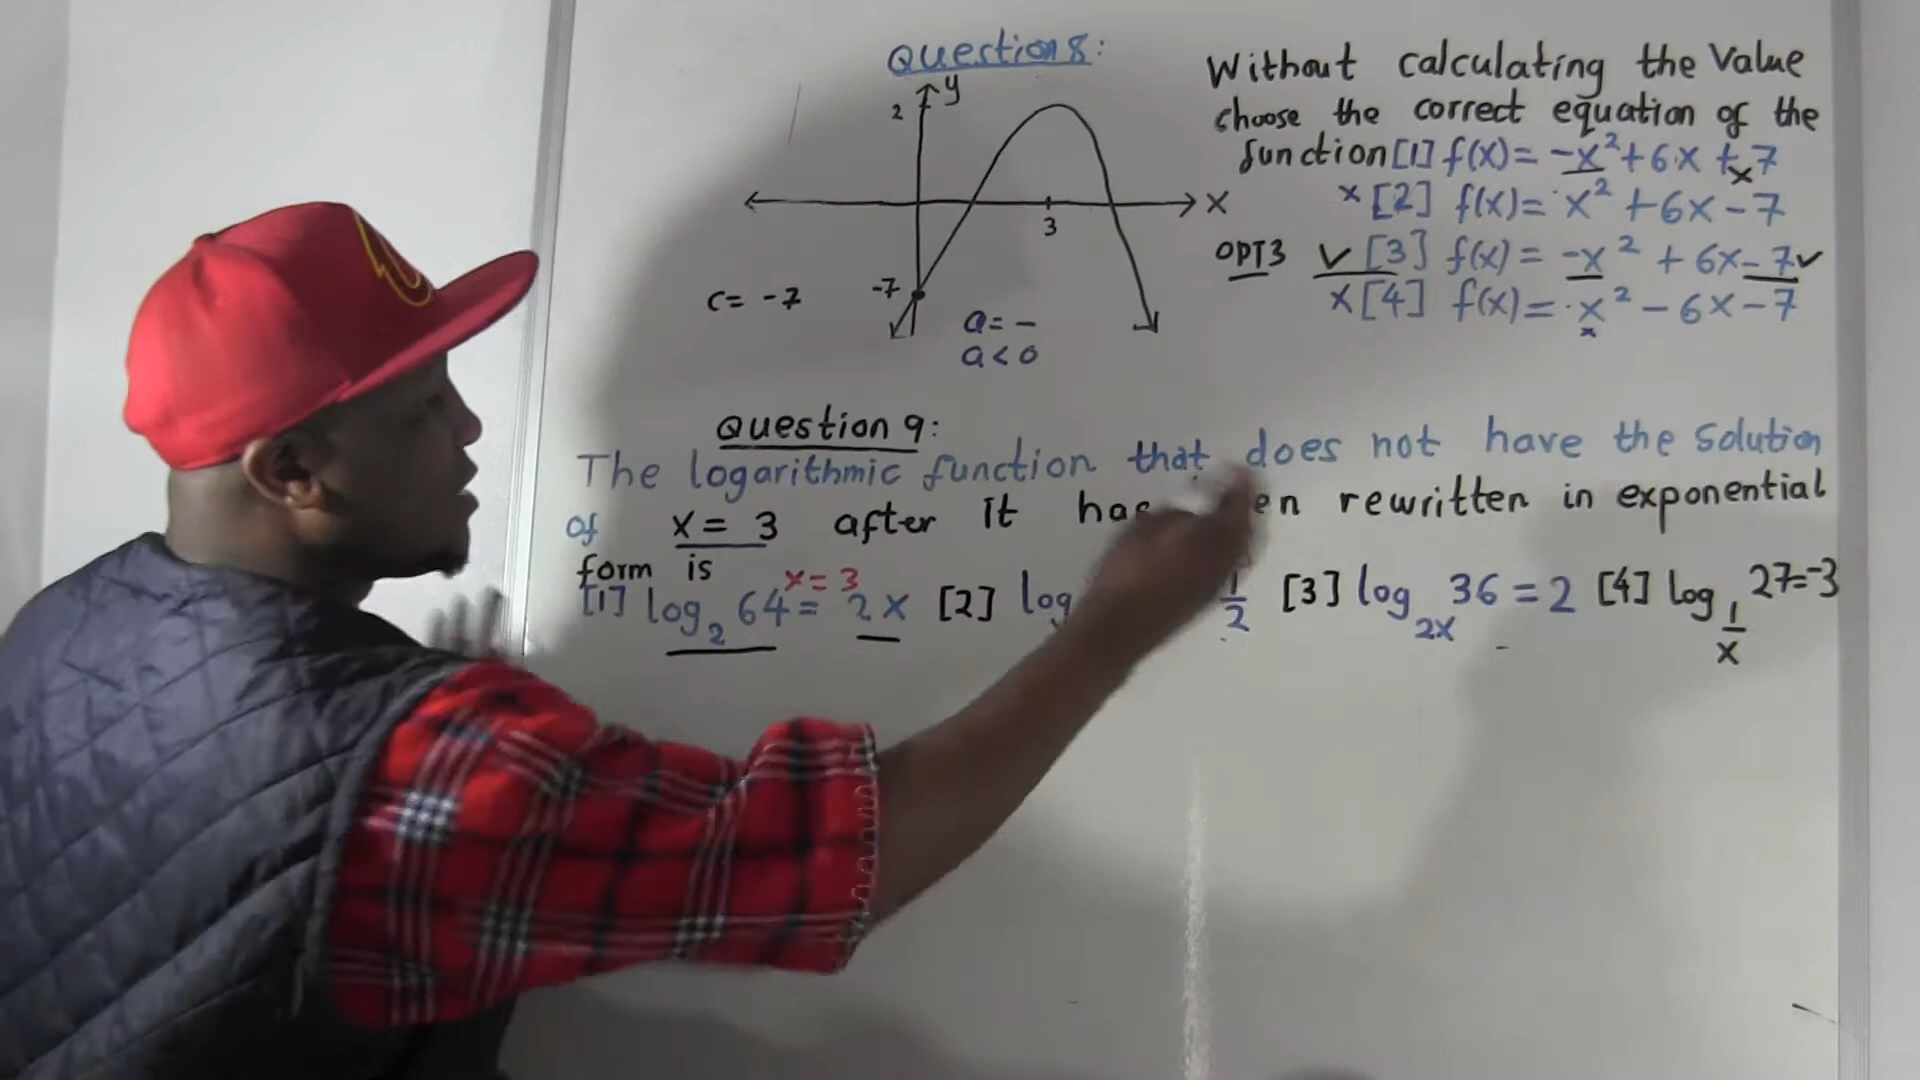 Question 8:
y
2
x
3
-7
c = -7
a = -
a < 0
Without calculating the Value
choose the correct equation of the
function [1] f(x) = -x² + 6x + 7
x
x [2] f(x) = x² + 6x - 7
OPT3 ✓ [3] f(x) = -x² + 6x - 7 ✓
x [4] f(x) = x² - 6x - 7
x
Question 9:
The logarithmic function that does not have the solution
of x = 3 after it has rewritten in exponential
form is
x = 3
[1] log₂ 64 = 2x [2] log 1/2 [3] log₂ₓ 36 = 2 [4] log 1/x 27 = -3